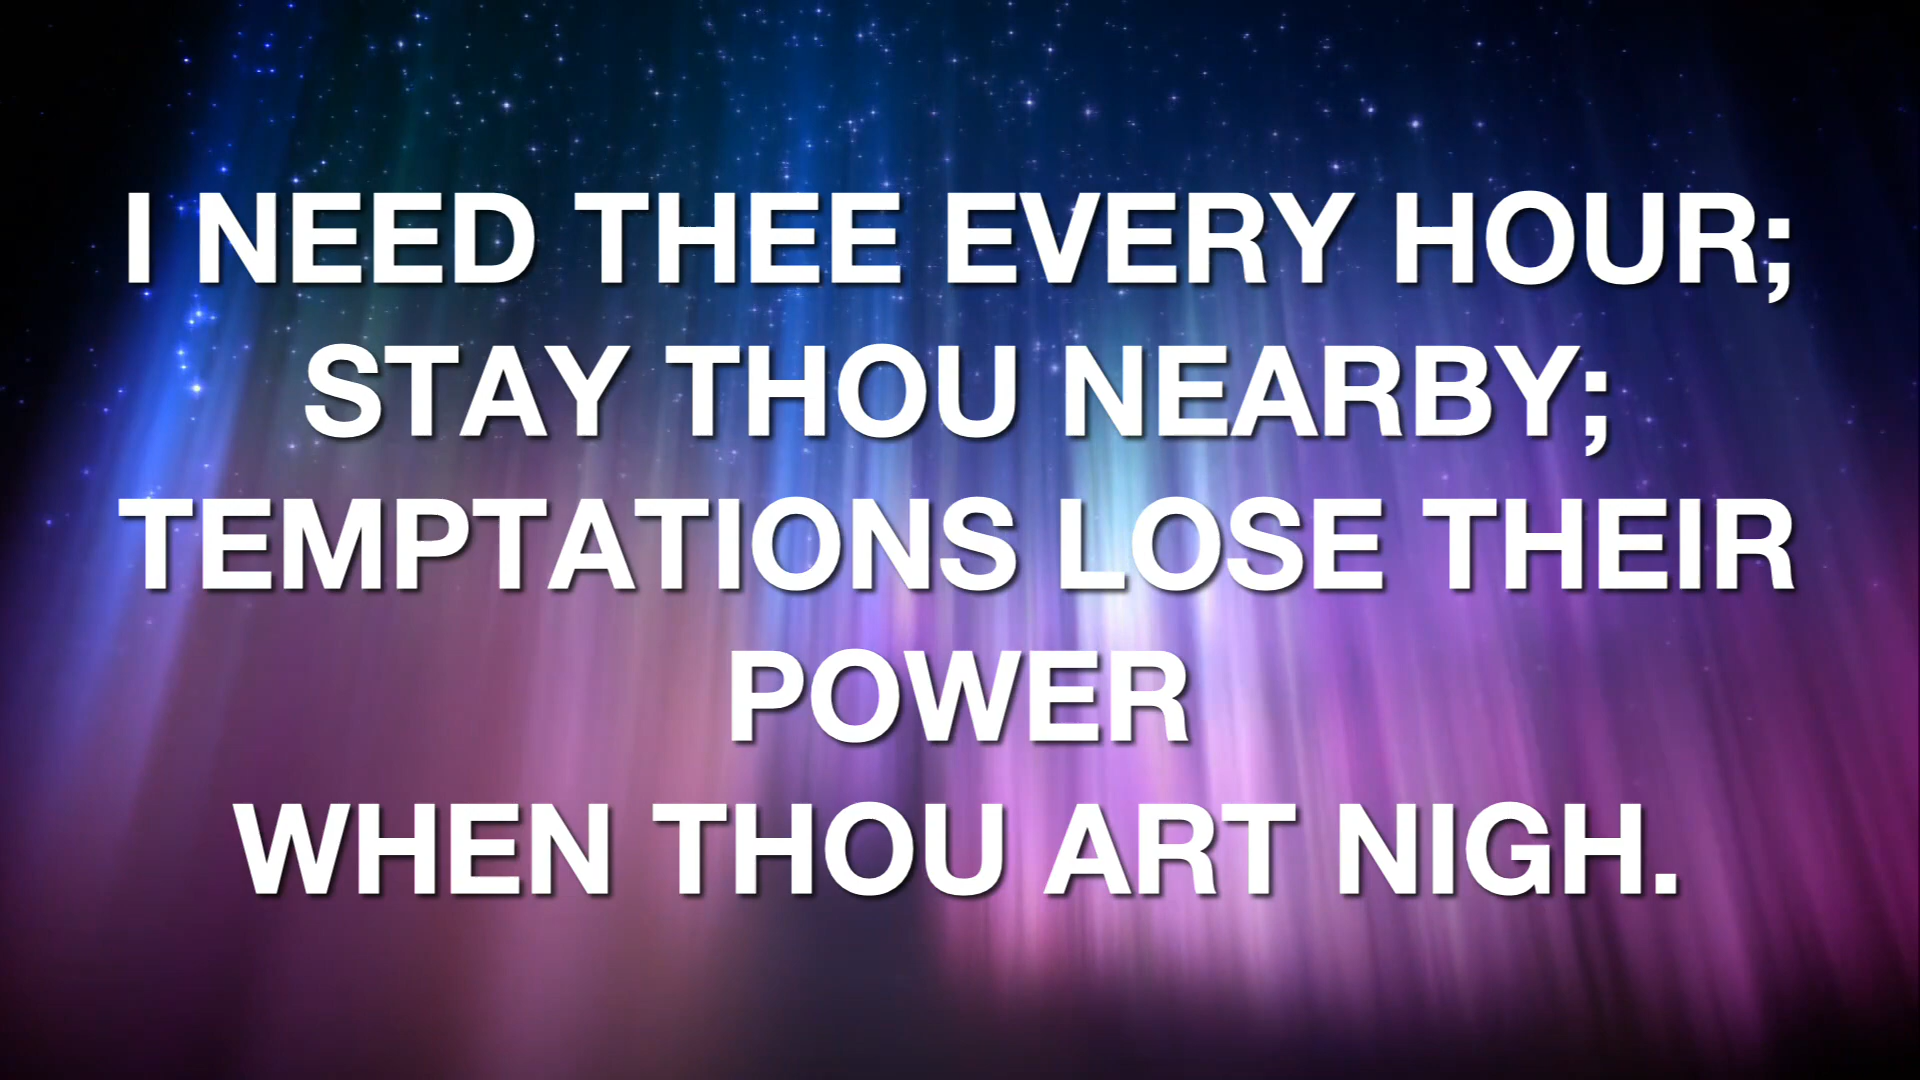 I NEED THEE EVERY HOUR;
STAY THOU NEARBY;
TEMPTATIONS LOSE THEIR
POWER
WHEN THOU ART NIGH.